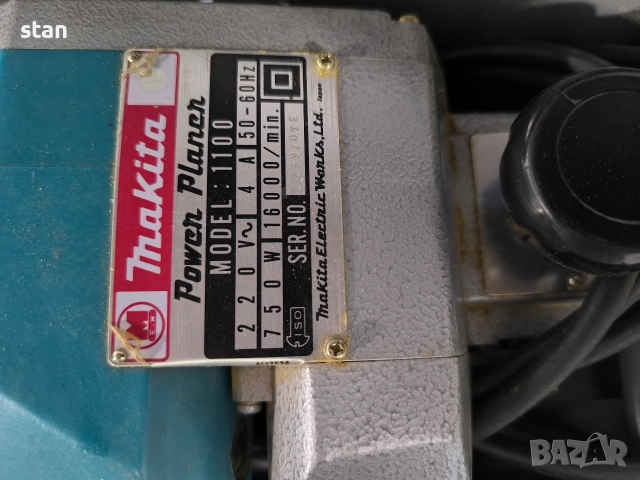 stan
makita
M
Power Planer
MODEL: 1100
220 V~ 4 A 50-60Hz
750 W 16000/min.
SER.NO.
ISO
Makita Electric Works, Ltd. Japan
BAZAR